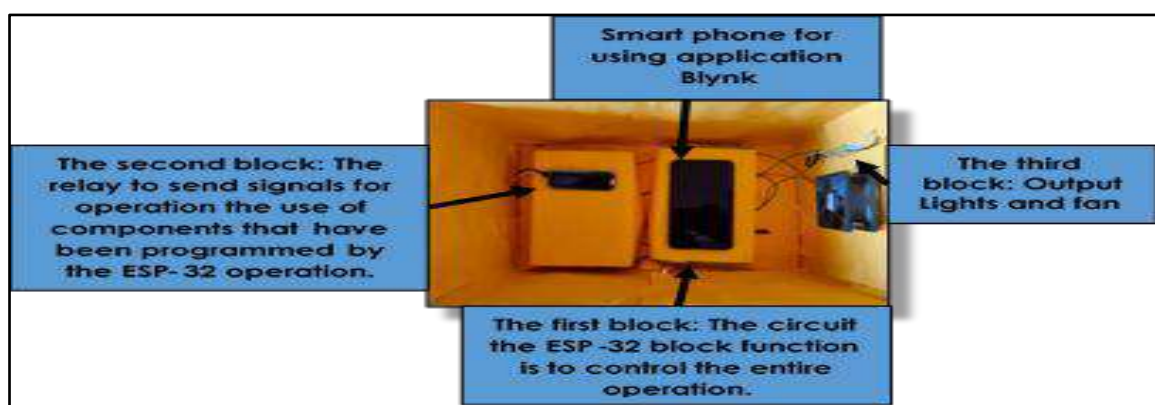 Smart phone for
using application
Blynk
The second block: The
relay to send signals for
operation the use of
components that have
been programmed by
the ESP-32 operation.
The third
block: Output
Lights and fan
The first block: The circuit
the ESP-32 block function
is to control the entire
operation.